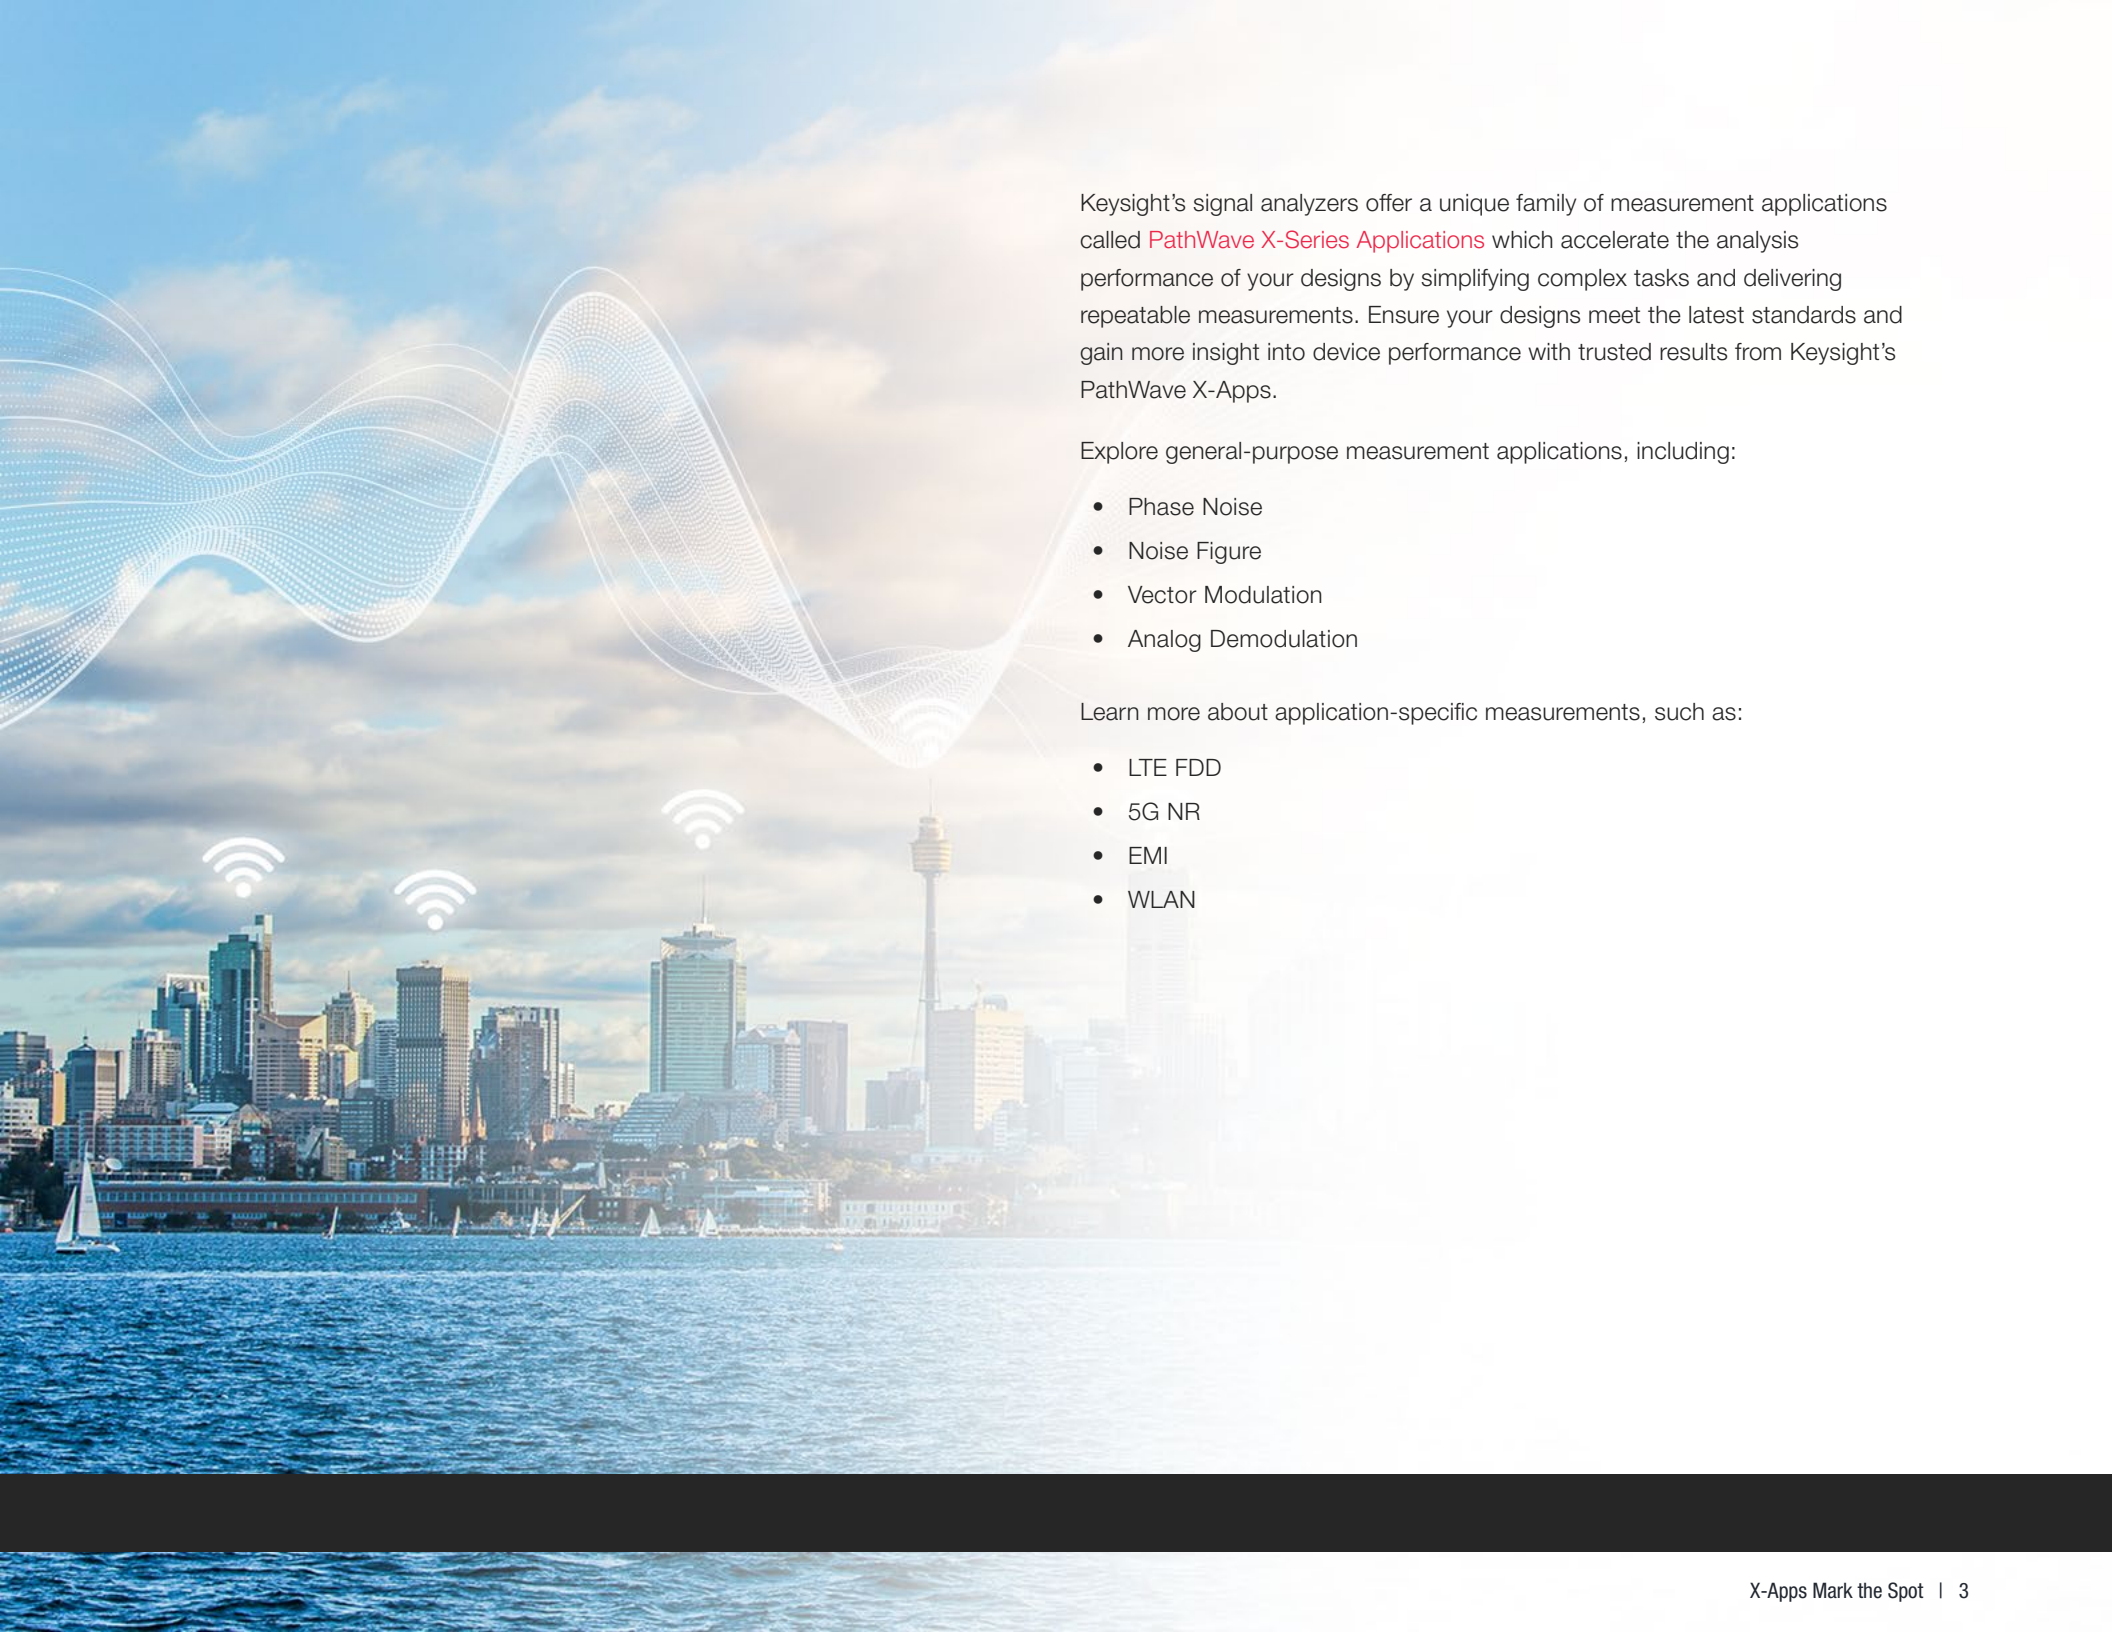 Keysight’s signal analyzers offer a unique family of measurement applications
called PathWave X-Series Applications which accelerate the analysis
performance of your designs by simplifying complex tasks and delivering
repeatable measurements. Ensure your designs meet the latest standards and
gain more insight into device performance with trusted results from Keysight’s
PathWave X-Apps.
Explore general-purpose measurement applications, including:
• Phase Noise
• Noise Figure
• Vector Modulation
• Analog Demodulation
Learn more about application-specific measurements, such as:
• LTE FDD
• 5G NR
• EMI
• WLAN
X-Apps Mark the Spot | 3